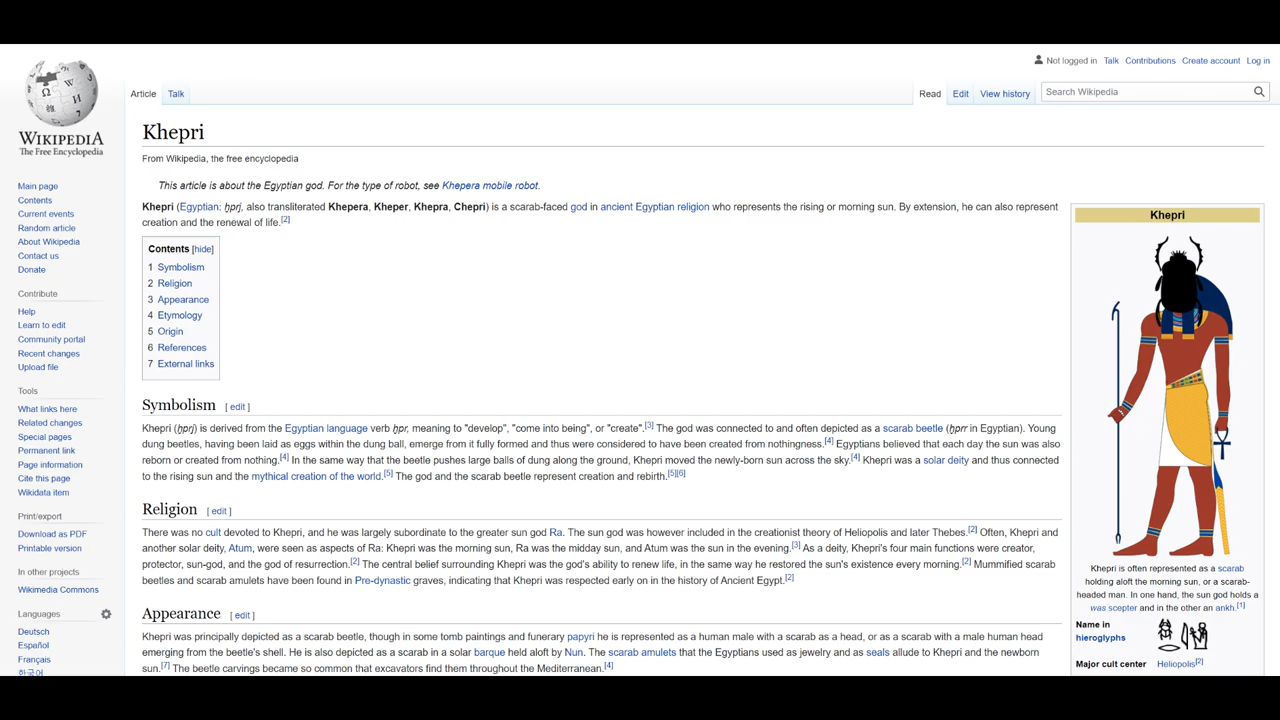 Not logged in Talk Contributions Create account Log in
Article Talk Read Edit View history Search Wikipedia
WIKIPEDIA
The Free Encyclopedia
Main page
Contents
Current events
Random article
About Wikipedia
Contact us
Donate
Contribute
Help
Learn to edit
Community portal
Recent changes
Upload file
Tools
What links here
Related changes
Special pages
Permanent link
Page information
Cite this page
Wikidata item
Print/export
Download as PDF
Printable version
In other projects
Wikimedia Commons
Languages
Deutsch
Español
Français
한국어
Khepri
From Wikipedia, the free encyclopedia
This article is about the Egyptian god. For the type of robot, see Khepera mobile robot.
Khepri (Egyptian: ḫprj, also transliterated Khepera, Kheper, Khepra, Chepri) is a scarab-faced god in ancient Egyptian religion who represents the rising or morning sun. By extension, he can also represent
creation and the renewal of life.[2]
Contents [hide]
1 Symbolism
2 Religion
3 Appearance
4 Etymology
5 Origin
6 References
7 External links
Symbolism [ edit ]
Khepri (ḫprj) is derived from the Egyptian language verb ḫpr, meaning to "develop", "come into being", or "create".[3] The god was connected to and often depicted as a scarab beetle (ḫprr in Egyptian). Young
dung beetles, having been laid as eggs within the dung ball, emerge from it fully formed and thus were considered to have been created from nothingness.[4] Egyptians believed that each day the sun was also
reborn or created from nothing.[4] In the same way that the beetle pushes large balls of dung along the ground, Khepri moved the newly-born sun across the sky.[4] Khepri was a solar deity and thus connected
to the rising sun and the mythical creation of the world.[5] The god and the scarab beetle represent creation and rebirth.[5][6]
Religion [ edit ]
There was no cult devoted to Khepri, and he was largely subordinate to the greater sun god Ra. The sun god was however included in the creationist theory of Heliopolis and later Thebes.[2] Often, Khepri and
another solar deity, Atum, were seen as aspects of Ra: Khepri was the morning sun, Ra was the midday sun, and Atum was the sun in the evening.[3] As a deity, Khepri's four main functions were creator,
protector, sun-god, and the god of resurrection.[2] The central belief surrounding Khepri was the god's ability to renew life, in the same way he restored the sun's existence every morning.[2] Mummified scarab
beetles and scarab amulets have been found in Pre-dynastic graves, indicating that Khepri was respected early on in the history of Ancient Egypt.[2]
Appearance [ edit ]
Khepri was principally depicted as a scarab beetle, though in some tomb paintings and funerary papyri he is represented as a human male with a scarab as a head, or as a scarab with a male human head
emerging from the beetle's shell. He is also depicted as a scarab in a solar barque held aloft by Nun. The scarab amulets that the Egyptians used as jewelry and as seals allude to Khepri and the newborn
sun.[7] The beetle carvings became so common that excavators find them throughout the Mediterranean.[4]
Khepri
Khepri is often represented as a scarab
holding aloft the morning sun, or a scarab-
headed man. In one hand, the sun god holds a
was scepter and in the other an ankh.[1]
Name in
hieroglyphs
Major cult center Heliopolis[2]